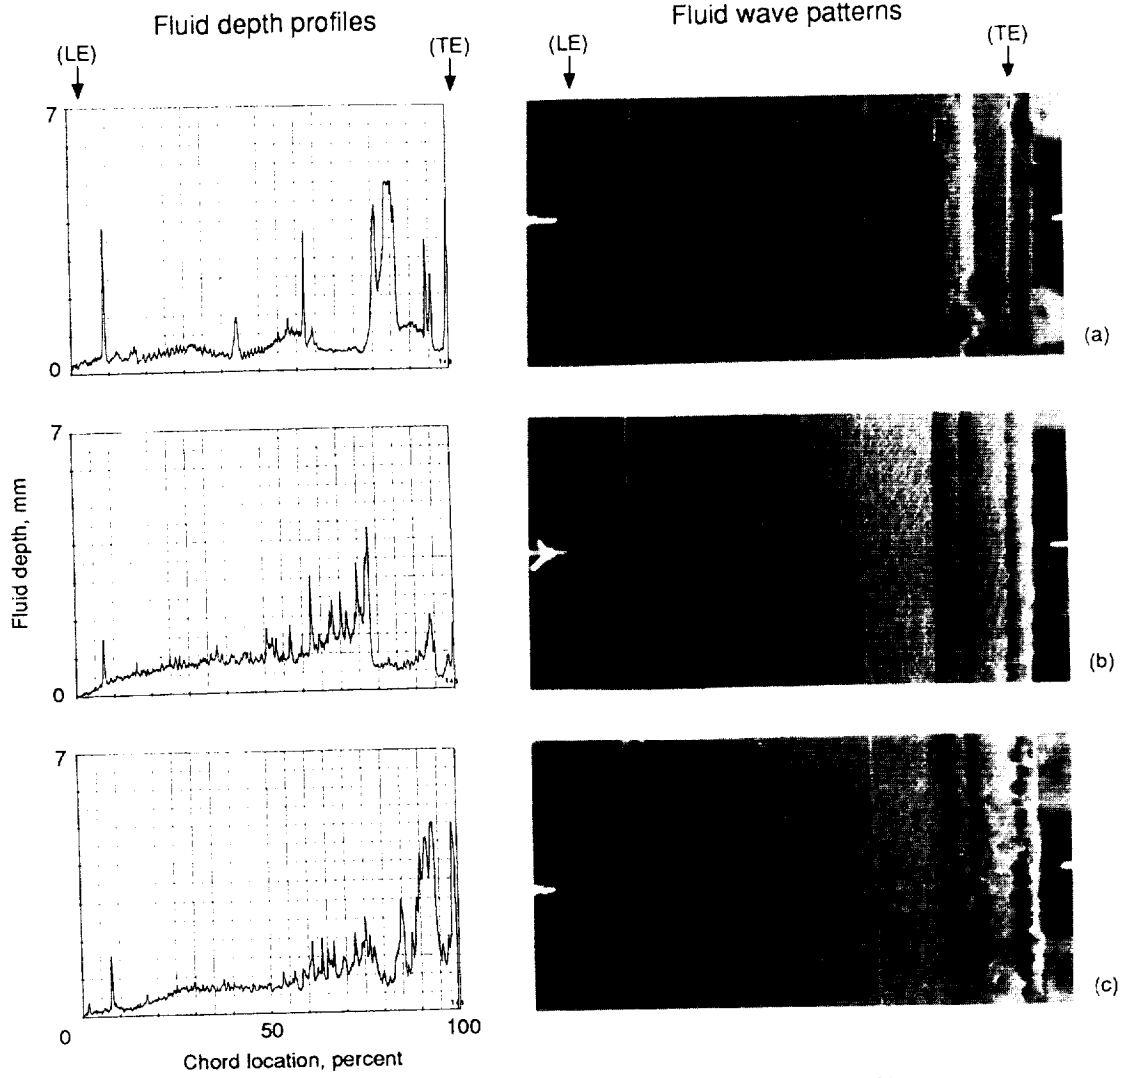 Fluid depth profiles
Fluid wave patterns
(LE)
(TE)
(LE)
(TE)
7
0
(a)
7
0
(b)
Fluid depth, mm
7
0
50
100
(c)
Chord location, percent